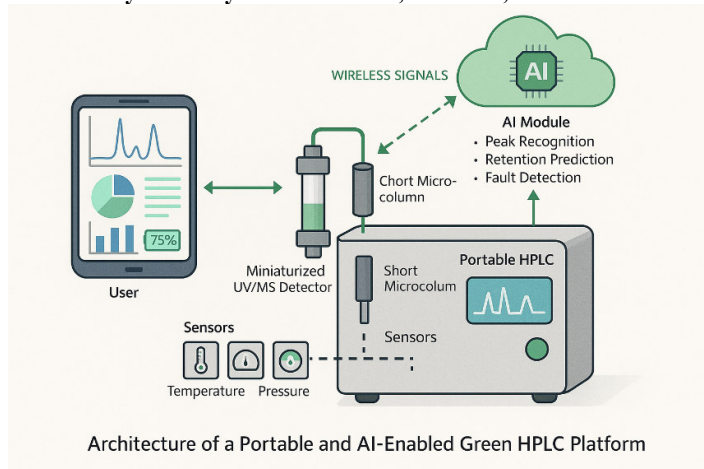 WIRELESS SIGNALS
AI
AI Module
• Peak Recognition
• Retention Prediction
• Fault Detection
Chort Micro-
column
75%
User
Miniaturized
UV/MS Detector
Portable HPLC
Short
Microcolum
Sensors
Sensors
Temperature
Pressure
Architecture of a Portable and AI-Enabled Green HPLC Platform